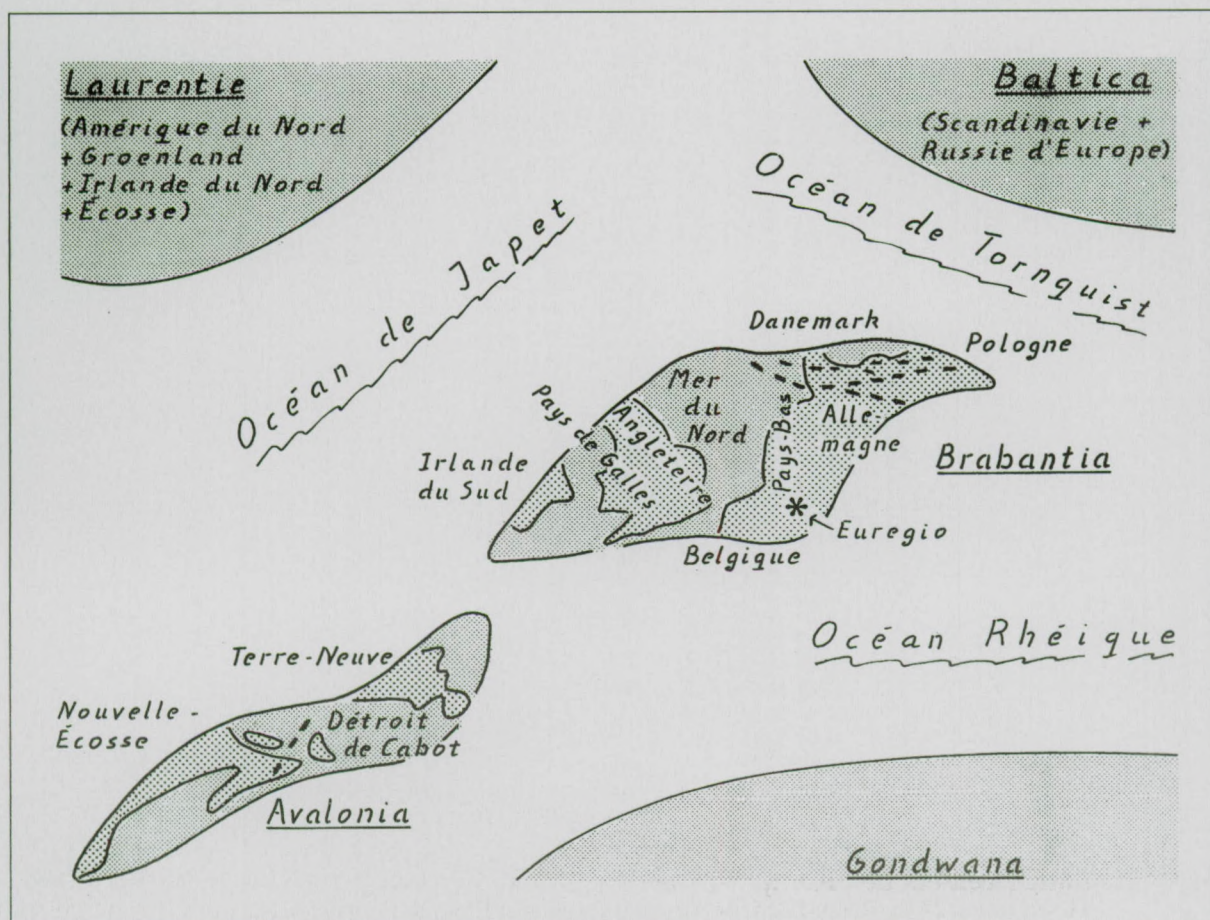 Laurentie
(Amérique du Nord
+ Groenland
+ Irlande du Nord
+ Écosse)
Baltica
(Scandinavie +
Russie d'Europe)
Océan de Japet
Océan de Tornquist
Danemark
Pologne
Mer
du
Nord
Pays-Bas
Alle-
magne
Pays de Galles
Angleterre
Irlande
du Sud
Brabantia
Euregio
Belgique
Océan Rhéique
Terre-Neuve
Nouvelle-
Écosse
Détroit
de Cabot
Avalonia
Gondwana